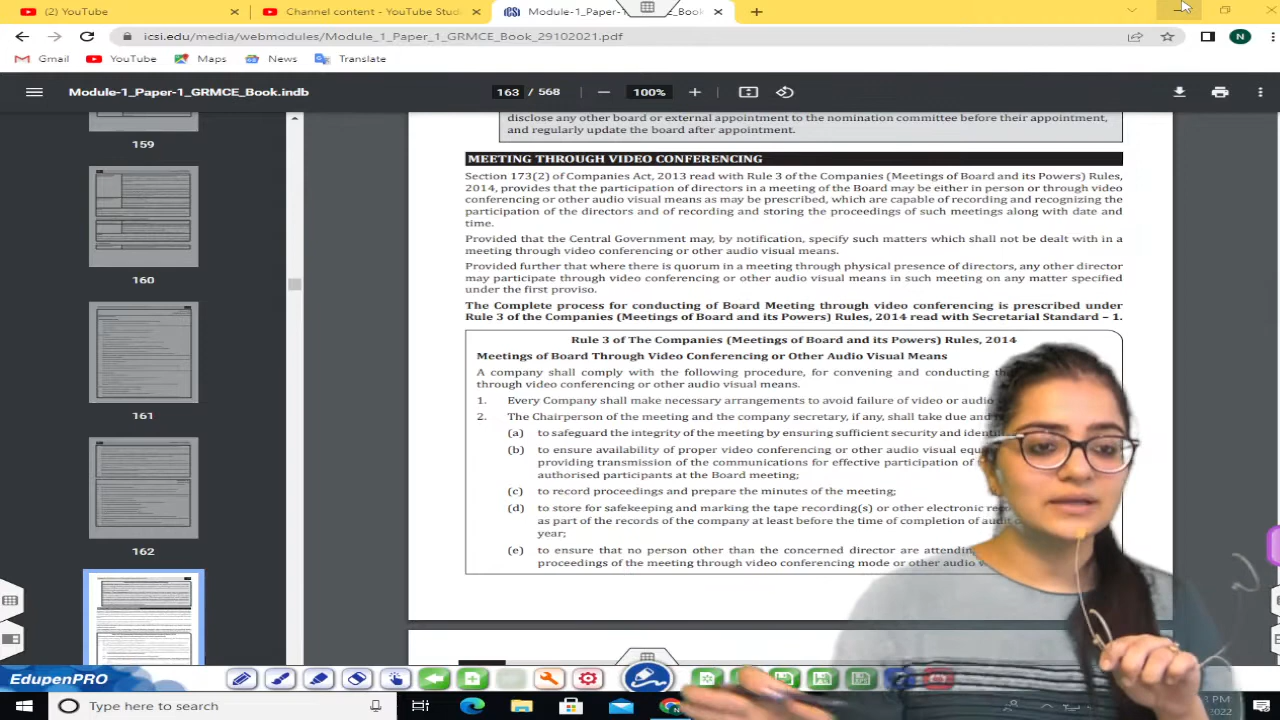 (2) YouTube
Channel content - YouTube Stud
Module-1_Paper-1_ Book_
icsi.edu/media/webmodules/Module_1_Paper_1_GRMCE_Book_29102021.pdf
N
Gmail
YouTube
Maps
News
Translate
Module-1_Paper-1_GRMCE_Book.indb
163 / 568
100%
159
160
161
162
disclose any other board or external appointment to the nomination committee before their appointment,
and regularly update the board after appointment.
MEETING THROUGH VIDEO CONFERENCING
Section 173(2) of Companies Act, 2013 read with Rule 3 of the Companies (Meetings of Board and its Powers) Rules,
2014, provides that the participation of directors in a meeting of the Board may be either in person or through video
conferencing or other audio visual means as may be prescribed, which are capable of recording and recognizing the
participation of the directors and of recording and storing the proceedings of such meetings along with date and
time.
Provided that the Central Government may, by notification, specify such matters which shall not be dealt with in a
meeting through video conferencing or other audio visual means.
Provided further that where there is quorum in a meeting through physical presence of directors, any other director
may participate through video conferencing or other audio visual means in such meeting on any matter specified
under the first proviso.
The Complete process for conducting of Board Meeting through video conferencing is prescribed under
Rule 3 of the Companies (Meetings of Board and its Powers) Rules, 2014 read with Secretarial Standard – 1.
Rule 3 of The Companies (Meetings of Board and its Powers) Rules, 2014
Meetings of Board Through Video Conferencing or Other Audio Visual Means
A company shall comply with the following procedure, for convening and conducting th
through video conferencing or other audio visual means.
1. Every Company shall make necessary arrangements to avoid failure of video or audio
2. The Chairperson of the meeting and the company secretary, if any, shall take due and
(a) to safeguard the integrity of the meeting by ensuring sufficient security and identi
(b) to ensure availability of proper video conferencing or other audio visual equ
providing transmission of the communications for effective participation of
authorised participants at the Board meeting;
(c) to record proceedings and prepare the minutes of the meeting;
(d) to store for safekeeping and marking the tape recording(s) or other electronic rec
as part of the records of the company at least before the time of completion of audit
year;
(e) to ensure that no person other than the concerned director are attendin
proceedings of the meeting through video conferencing mode or other audio
EdupenPRO
Type here to search